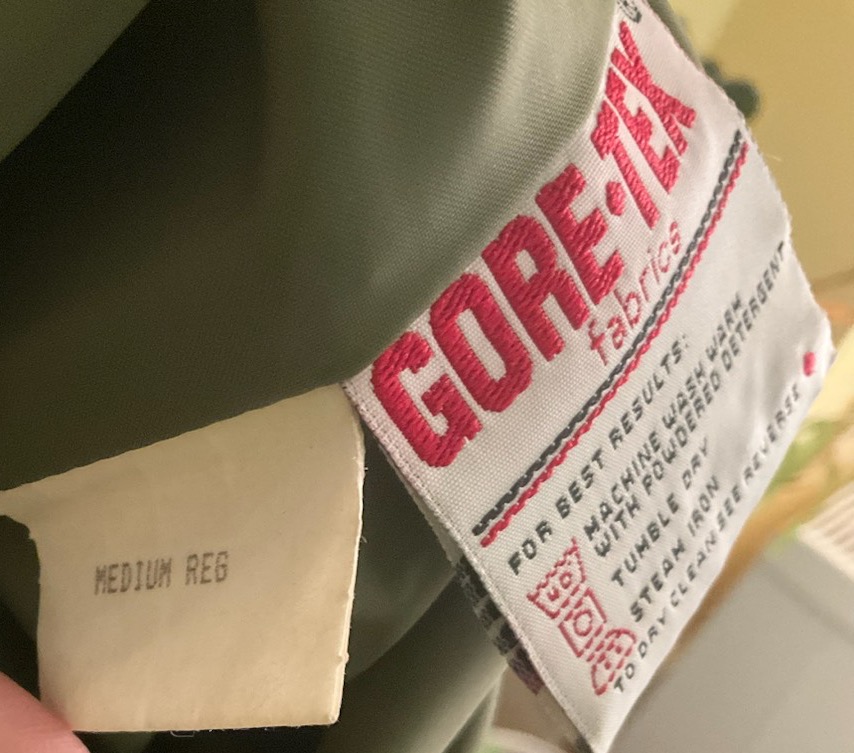 GORE·TEX
fabrics
FOR BEST RESULTS:
MACHINE WASH WARM
WITH POWDERED DETERGENT
TUMBLE DRY
STEAM IRON
TO DRY CLEAN SEE REVERSE
MEDIUM REG